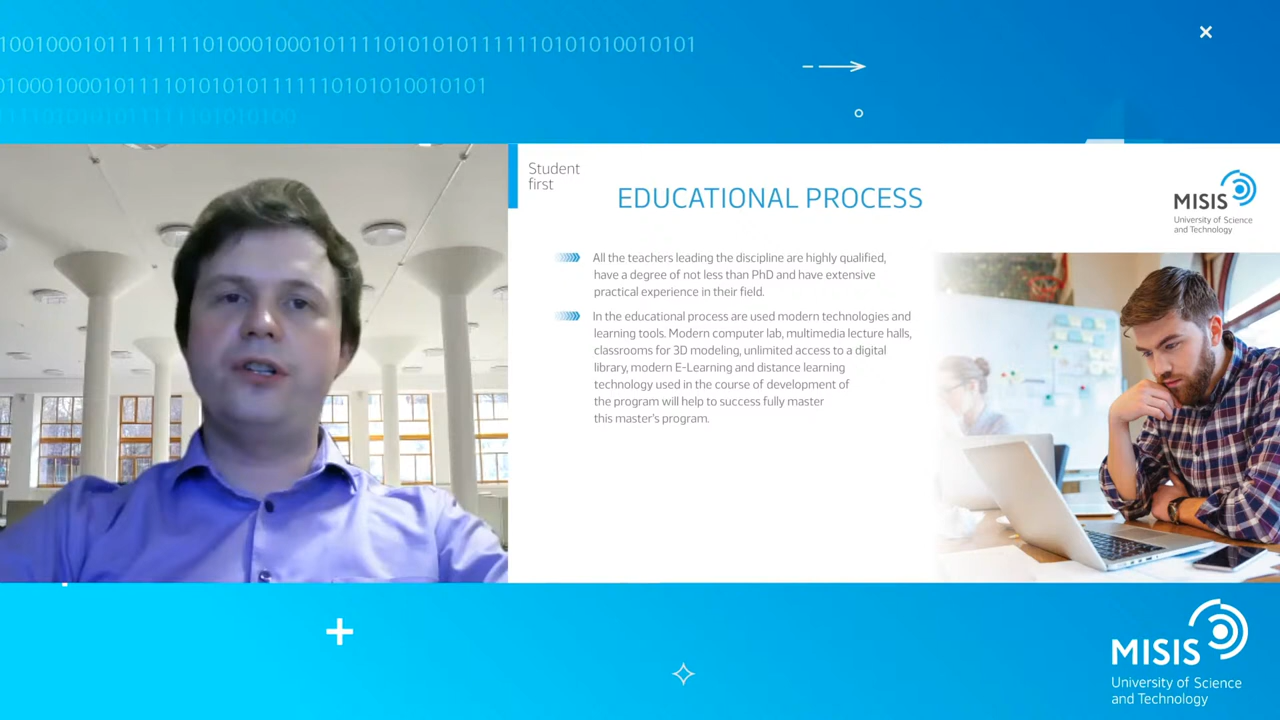 1001000101111111101000100010111101010101111110101010010101
01000100010111101010101111110101010010101
Student
first
EDUCATIONAL PROCESS
MISIS
University of Science
and Technology
All the teachers leading the discipline are highly qualified,
have a degree of not less than PhD and have extensive
practical experience in their field.
In the educational process are used modern technologies and
learning tools. Modern computer lab, multimedia lecture halls,
classrooms for 3D modeling, unlimited access to a digital
library, modern E-Learning and distance learning
technology used in the course of development of
the program will help to success fully master
this master's program.
MISIS
University of Science
and Technology